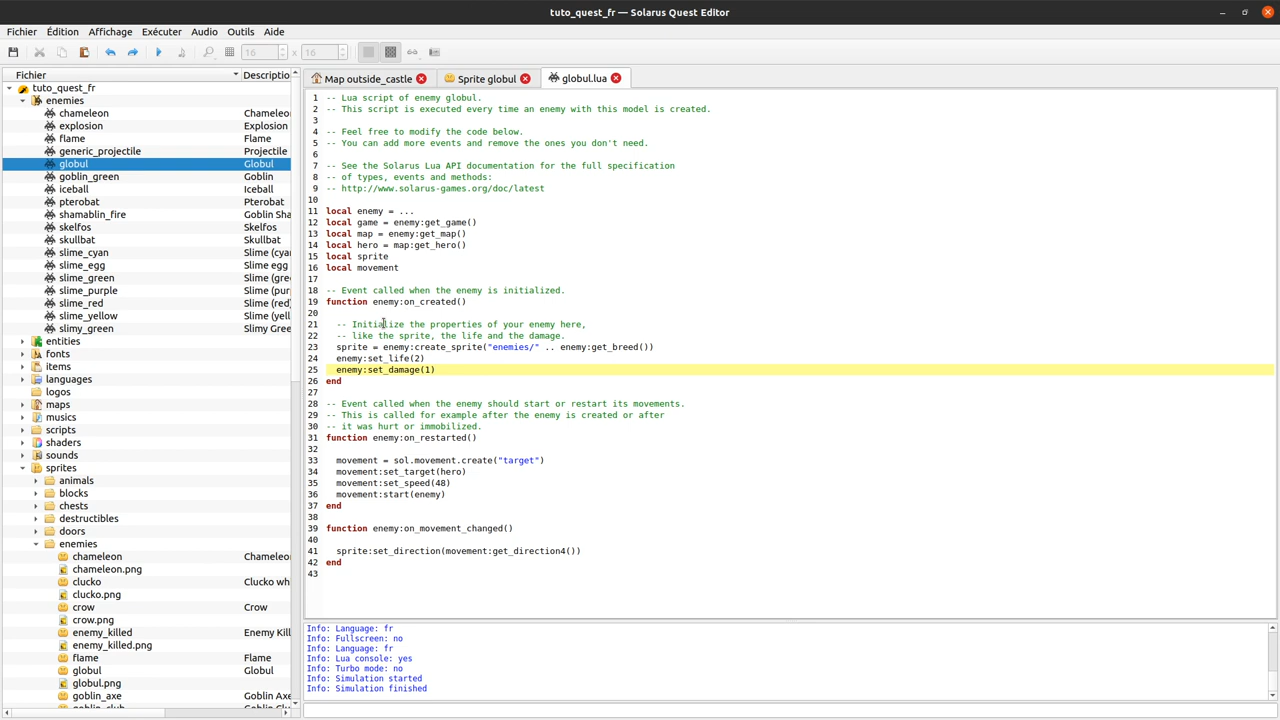 tuto_quest_fr — Solarus Quest Editor
Fichier Édition Affichage Exécuter Audio Outils Aide
16 x 16
Fichier Descriptio
tuto_quest_fr
enemies
chameleon Chameleo
explosion Explosion
flame Flame
generic_projectile Projectile
globul Globul
goblin_green Goblin
iceball Iceball
pterobat Pterobat
shamablin_fire Goblin Sha
skelfos Skelfos
skullbat Skullbat
slime_cyan Slime (cya
slime_egg Slime egg
slime_green Slime (gre
slime_purple Slime (pur
slime_red Slime (red)
slime_yellow Slime (yell
slimy_green Slimy Gree
entities
fonts
items
languages
logos
maps
musics
scripts
shaders
sounds
sprites
animals
blocks
chests
destructibles
doors
enemies
chameleon Chameleo
chameleon.png
clucko Clucko wh
clucko.png
crow Crow
crow.png
enemy_killed Enemy Kill
enemy_killed.png
flame Flame
globul Globul
globul.png
goblin_axe Goblin Axe
goblin_club
Map outside_castle Sprite globul globul.lua
1 -- Lua script of enemy globul.
2 -- This script is executed every time an enemy with this model is created.
3
4 -- Feel free to modify the code below.
5 -- You can add more events and remove the ones you don't need.
6
7 -- See the Solarus Lua API documentation for the full specification
8 -- of types, events and methods:
9 -- http://www.solarus-games.org/doc/latest
10
11 local enemy = ...
12 local game = enemy:get_game()
13 local map = enemy:get_map()
14 local hero = map:get_hero()
15 local sprite
16 local movement
17
18 -- Event called when the enemy is initialized.
19 function enemy:on_created()
20
21 -- Initialize the properties of your enemy here,
22 -- like the sprite, the life and the damage.
23 sprite = enemy:create_sprite("enemies/" .. enemy:get_breed())
24 enemy:set_life(2)
25 enemy:set_damage(1)
26 end
27
28 -- Event called when the enemy should start or restart its movements.
29 -- This is called for example after the enemy is created or after
30 -- it was hurt or immobilized.
31 function enemy:on_restarted()
32
33 movement = sol.movement.create("target")
34 movement:set_target(hero)
35 movement:set_speed(48)
36 movement:start(enemy)
37 end
38
39 function enemy:on_movement_changed()
40
41 sprite:set_direction(movement:get_direction4())
42 end
43
Info: Language: fr
Info: Fullscreen: no
Info: Language: fr
Info: Lua console: yes
Info: Turbo mode: no
Info: Simulation started
Info: Simulation finished